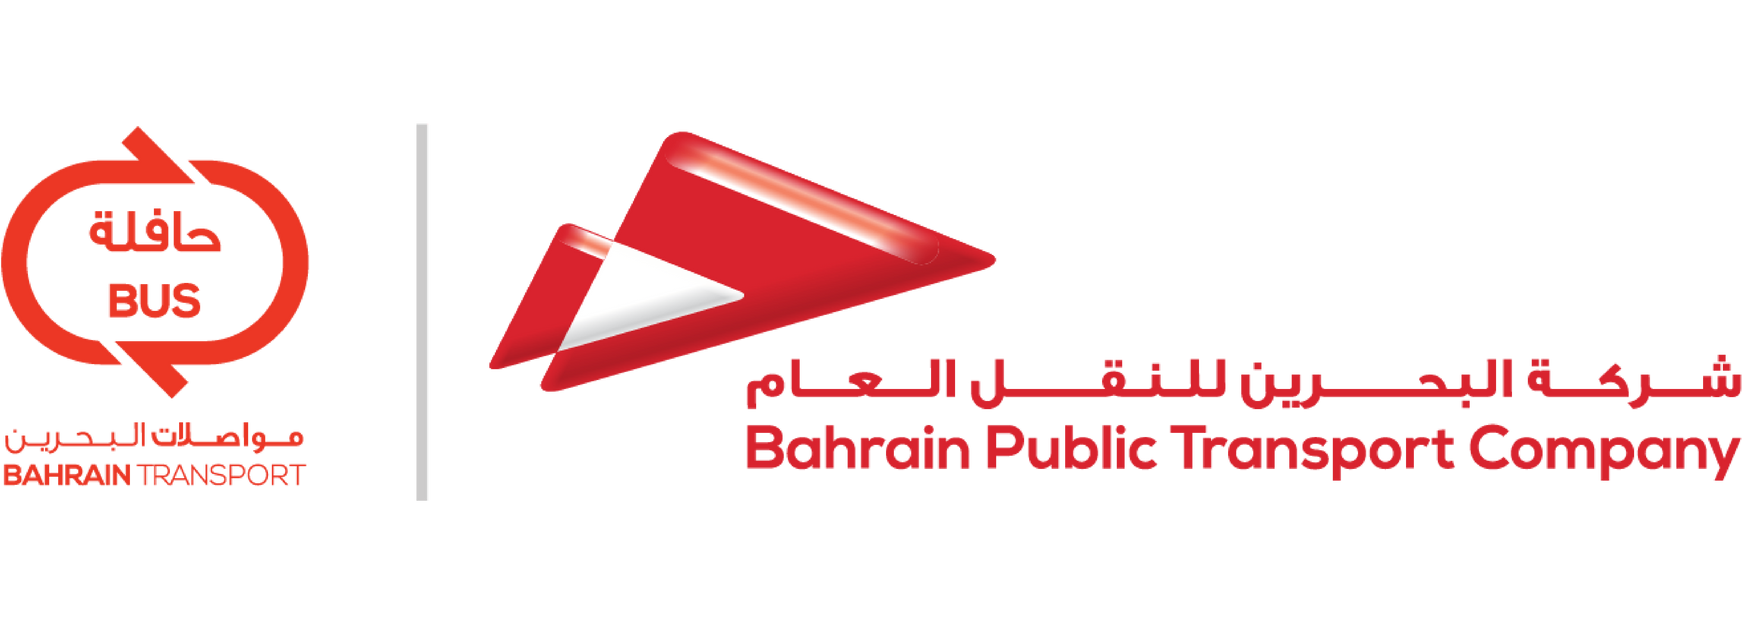 حافلة
BUS
مواصلات البحرين
BAHRAIN TRANSPORT
شركة البحرين للنقل العام
Bahrain Public Transport Company